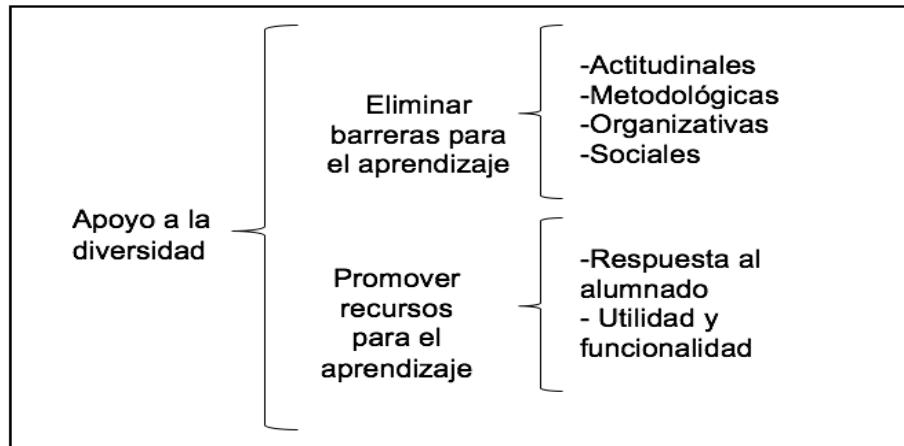 Apoyo a la
diversidad
Eliminar
barreras para
el aprendizaje
-Actitudinales
-Metodológicas
-Organizativas
-Sociales
Promover
recursos
para el
aprendizaje
-Respuesta al
alumnado
- Utilidad y
funcionalidad